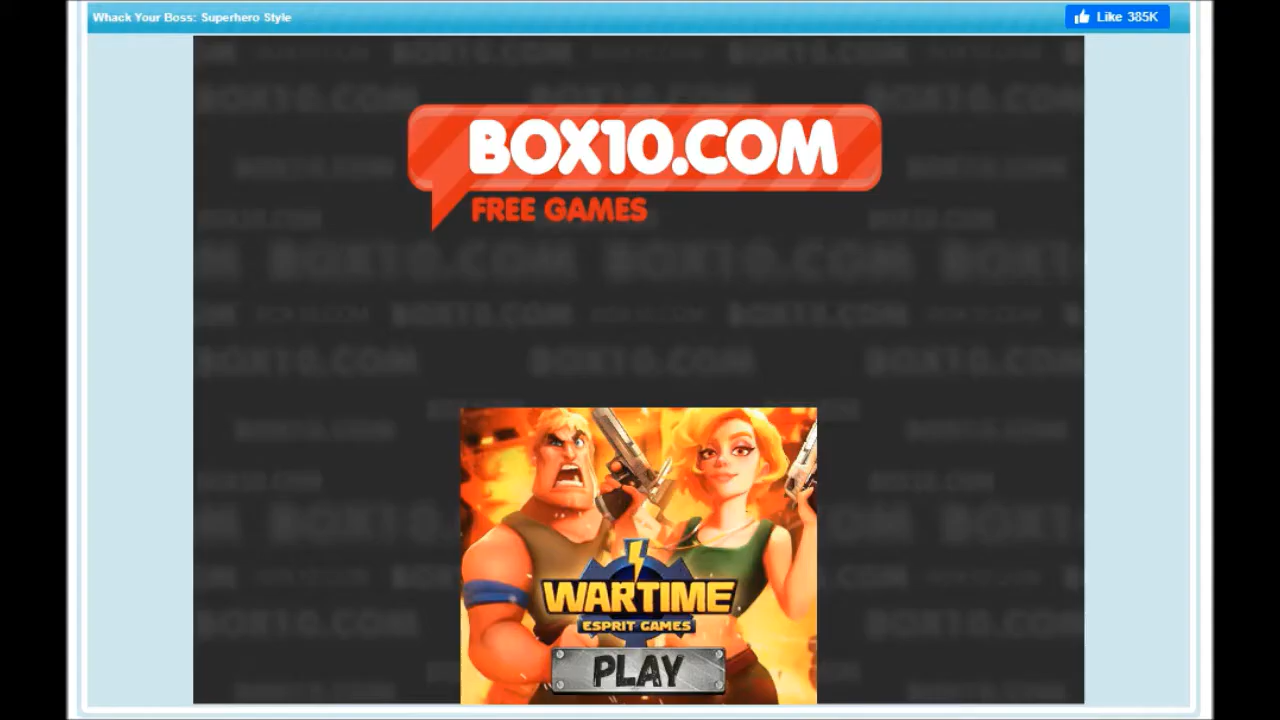 Whack Your Boss: Superhero Style
Like 385K
BOX10.COM
FREE GAMES
WARTIME
ESPRIT GAMES
PLAY